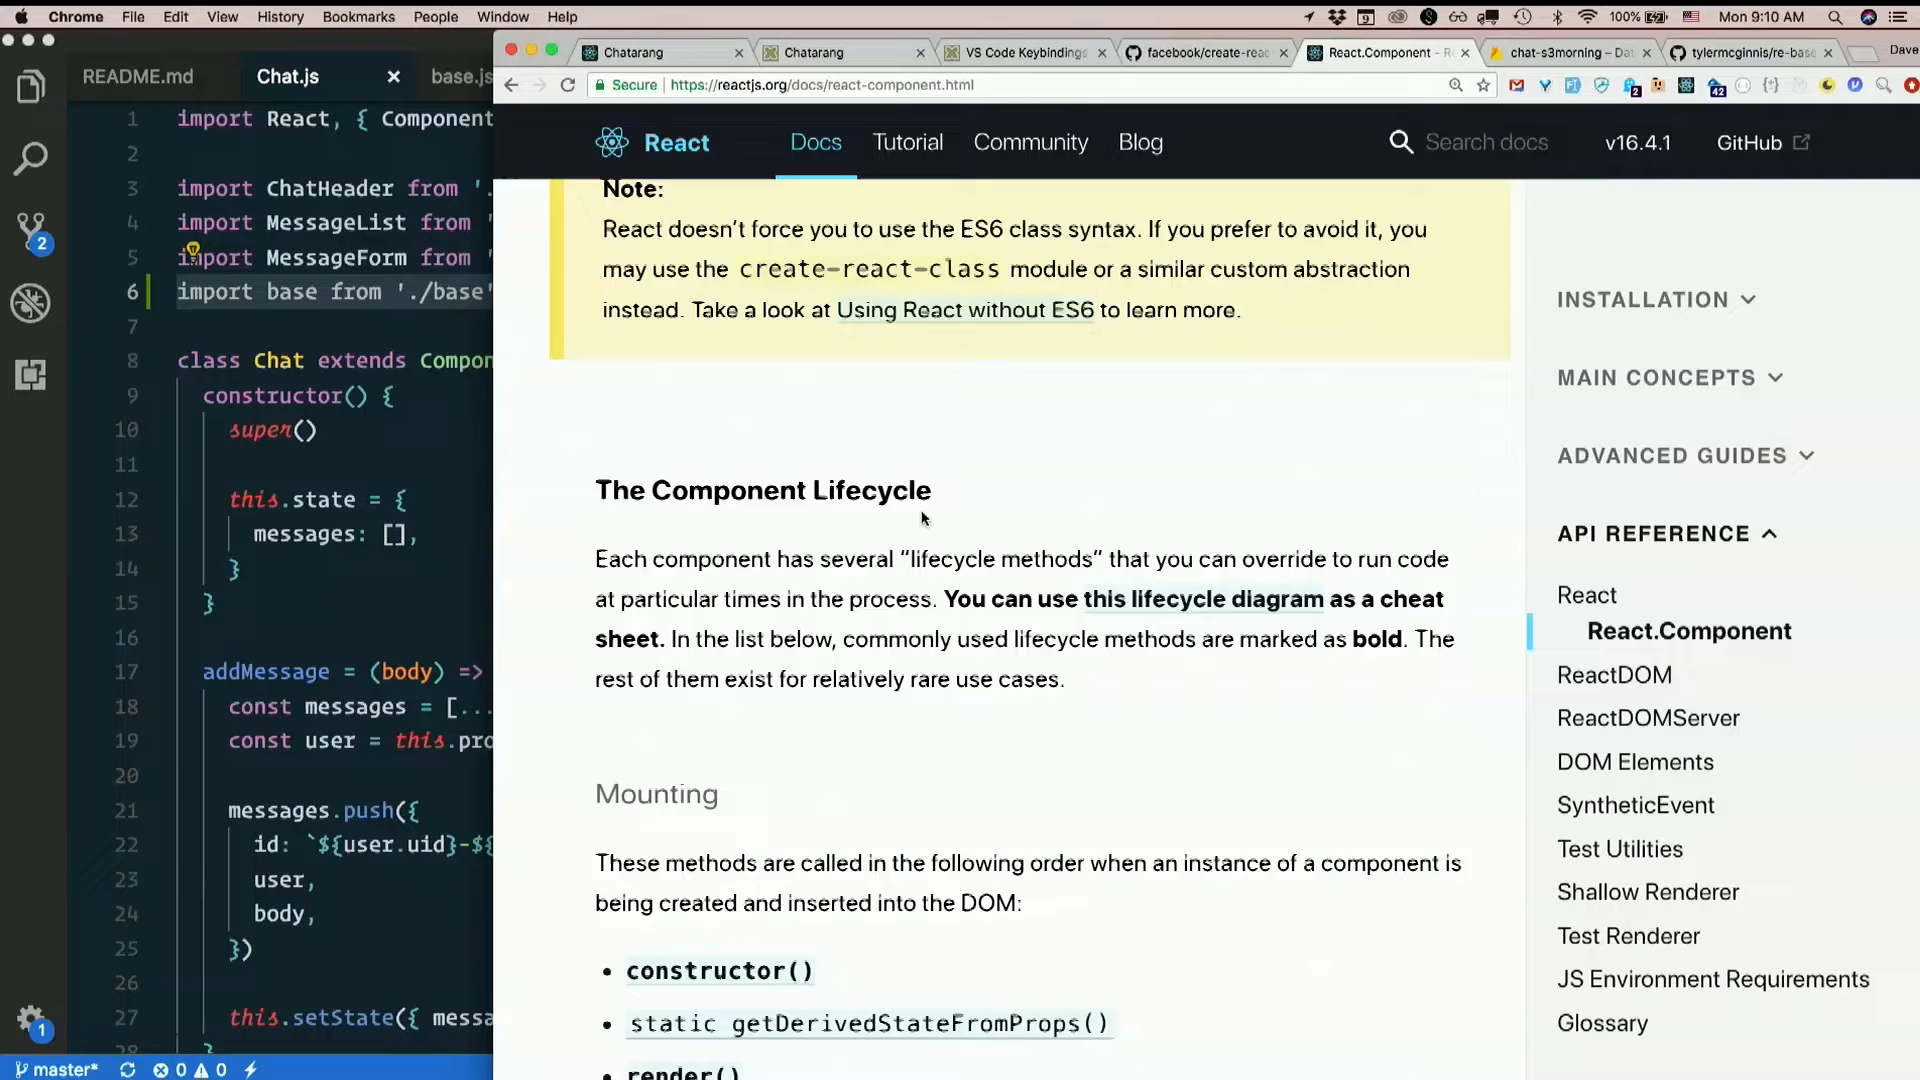 Chrome File Edit View History Bookmarks People Window Help
9 100% Mon 9:10 AM
README.md Chat.js base.js
1 import React, { Component
2
3 import ChatHeader from '.
4 import MessageList from '
5 import MessageForm from '
6 import base from './base'
7
8 class Chat extends Compon
9 constructor() {
10 super()
11
12 this.state = {
13 messages: [],
14 }
15 }
16
17 addMessage = (body) =>
18 const messages = [...
19 const user = this.pro
20
21 messages.push({
22 id: `${user.uid}-${
23 user,
24 body,
25 })
26
27 this.setState({ messa
28 }
2
1
master* 0 0
Chatarang Chatarang VS Code Keybindings facebook/create-reac React.Component - Re chat-s3morning – Dat tylermcginnis/re-base Dave
Secure https://reactjs.org/docs/react-component.html
2 42
React Docs Tutorial Community Blog Search docs v16.4.1 GitHub
Note:
React doesn’t force you to use the ES6 class syntax. If you prefer to avoid it, you
may use the create-react-class module or a similar custom abstraction
instead. Take a look at Using React without ES6 to learn more.
The Component Lifecycle
Each component has several “lifecycle methods” that you can override to run code
at particular times in the process. You can use this lifecycle diagram as a cheat
sheet. In the list below, commonly used lifecycle methods are marked as bold. The
rest of them exist for relatively rare use cases.
Mounting
These methods are called in the following order when an instance of a component is
being created and inserted into the DOM:
• constructor()
• static getDerivedStateFromProps()
• render()
INSTALLATION
MAIN CONCEPTS
ADVANCED GUIDES
API REFERENCE
React
React.Component
ReactDOM
ReactDOMServer
DOM Elements
SyntheticEvent
Test Utilities
Shallow Renderer
Test Renderer
JS Environment Requirements
Glossary